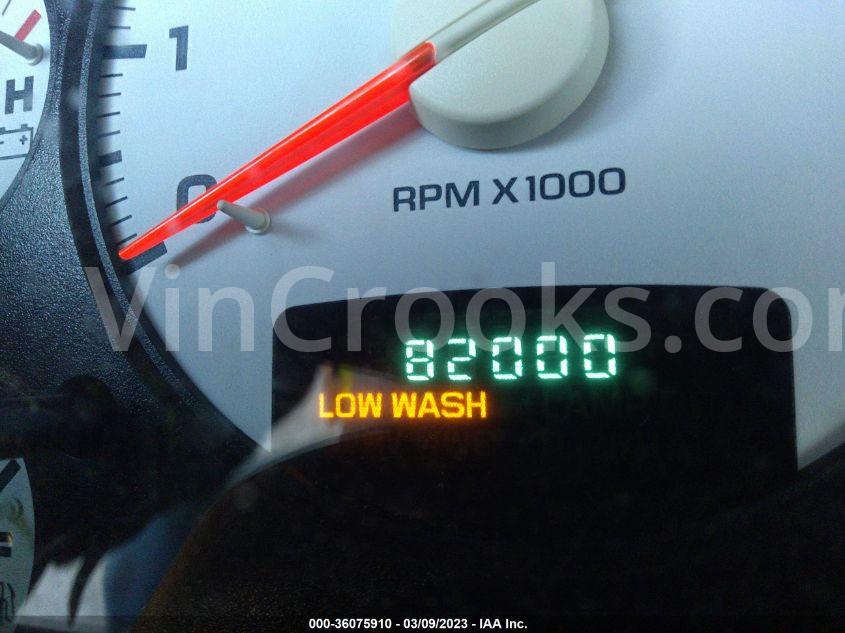 1
H
0
RPM X1000
VinCrooks.com
82000
LOW WASH
000-36075910 - 03/09/2023 - IAA Inc.